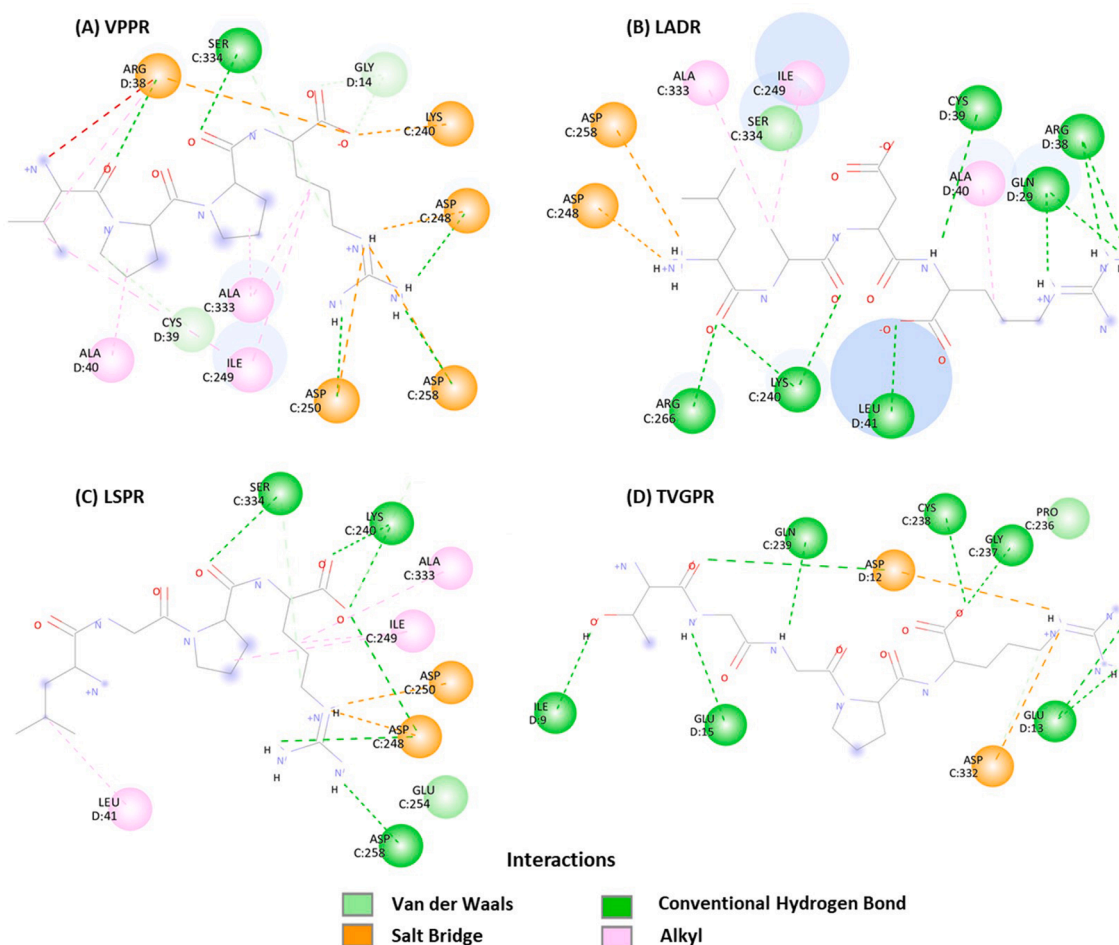 (A) VPPR
SER
C:334
ARG
D:38
GLY
D:14
LYS
C:240
-O
O
O
O
O
+N
N
N
N
ASP
C:248
+N
H
H
N
N
H
ALA
C:333
CYS
D:39
ILE
C:249
ALA
D:40
ASP
C:250
ASP
C:258
(B) LADR
ALA
C:333
ILE
C:249
SER
C:334
ASP
C:258
ASP
C:248
CYS
D:39
ARG
D:38
ALA
D:40
GLN
D:29
O
O
H
N
H
H
N
N
N
O
O
O
-O
O
H
+N
H
N
N
ARG
C:266
LYS
C:240
LEU
D:41
(C) LSPR
SER
C:334
LYS
C:240
ALA
C:333
ILE
C:249
ASP
C:250
ASP
C:248
GLU
C:254
ASP
C:258
LEU
D:41
O
N
O
N
O
N
O
O
+N
+N
H
H
N
H
N
H
H
(D) TVGPR
CYS
C:238
PRO
C:236
GLN
C:239
GLY
C:237
ASP
D:12
+N
O
O
H
N
H
O
H
N
O
N
O
N
O
O
H
+N
N
H
ILE
D:9
GLU
D:15
GLU
D:13
ASP
C:332
Interactions
Van der Waals
Conventional Hydrogen Bond
Salt Bridge
Alkyl